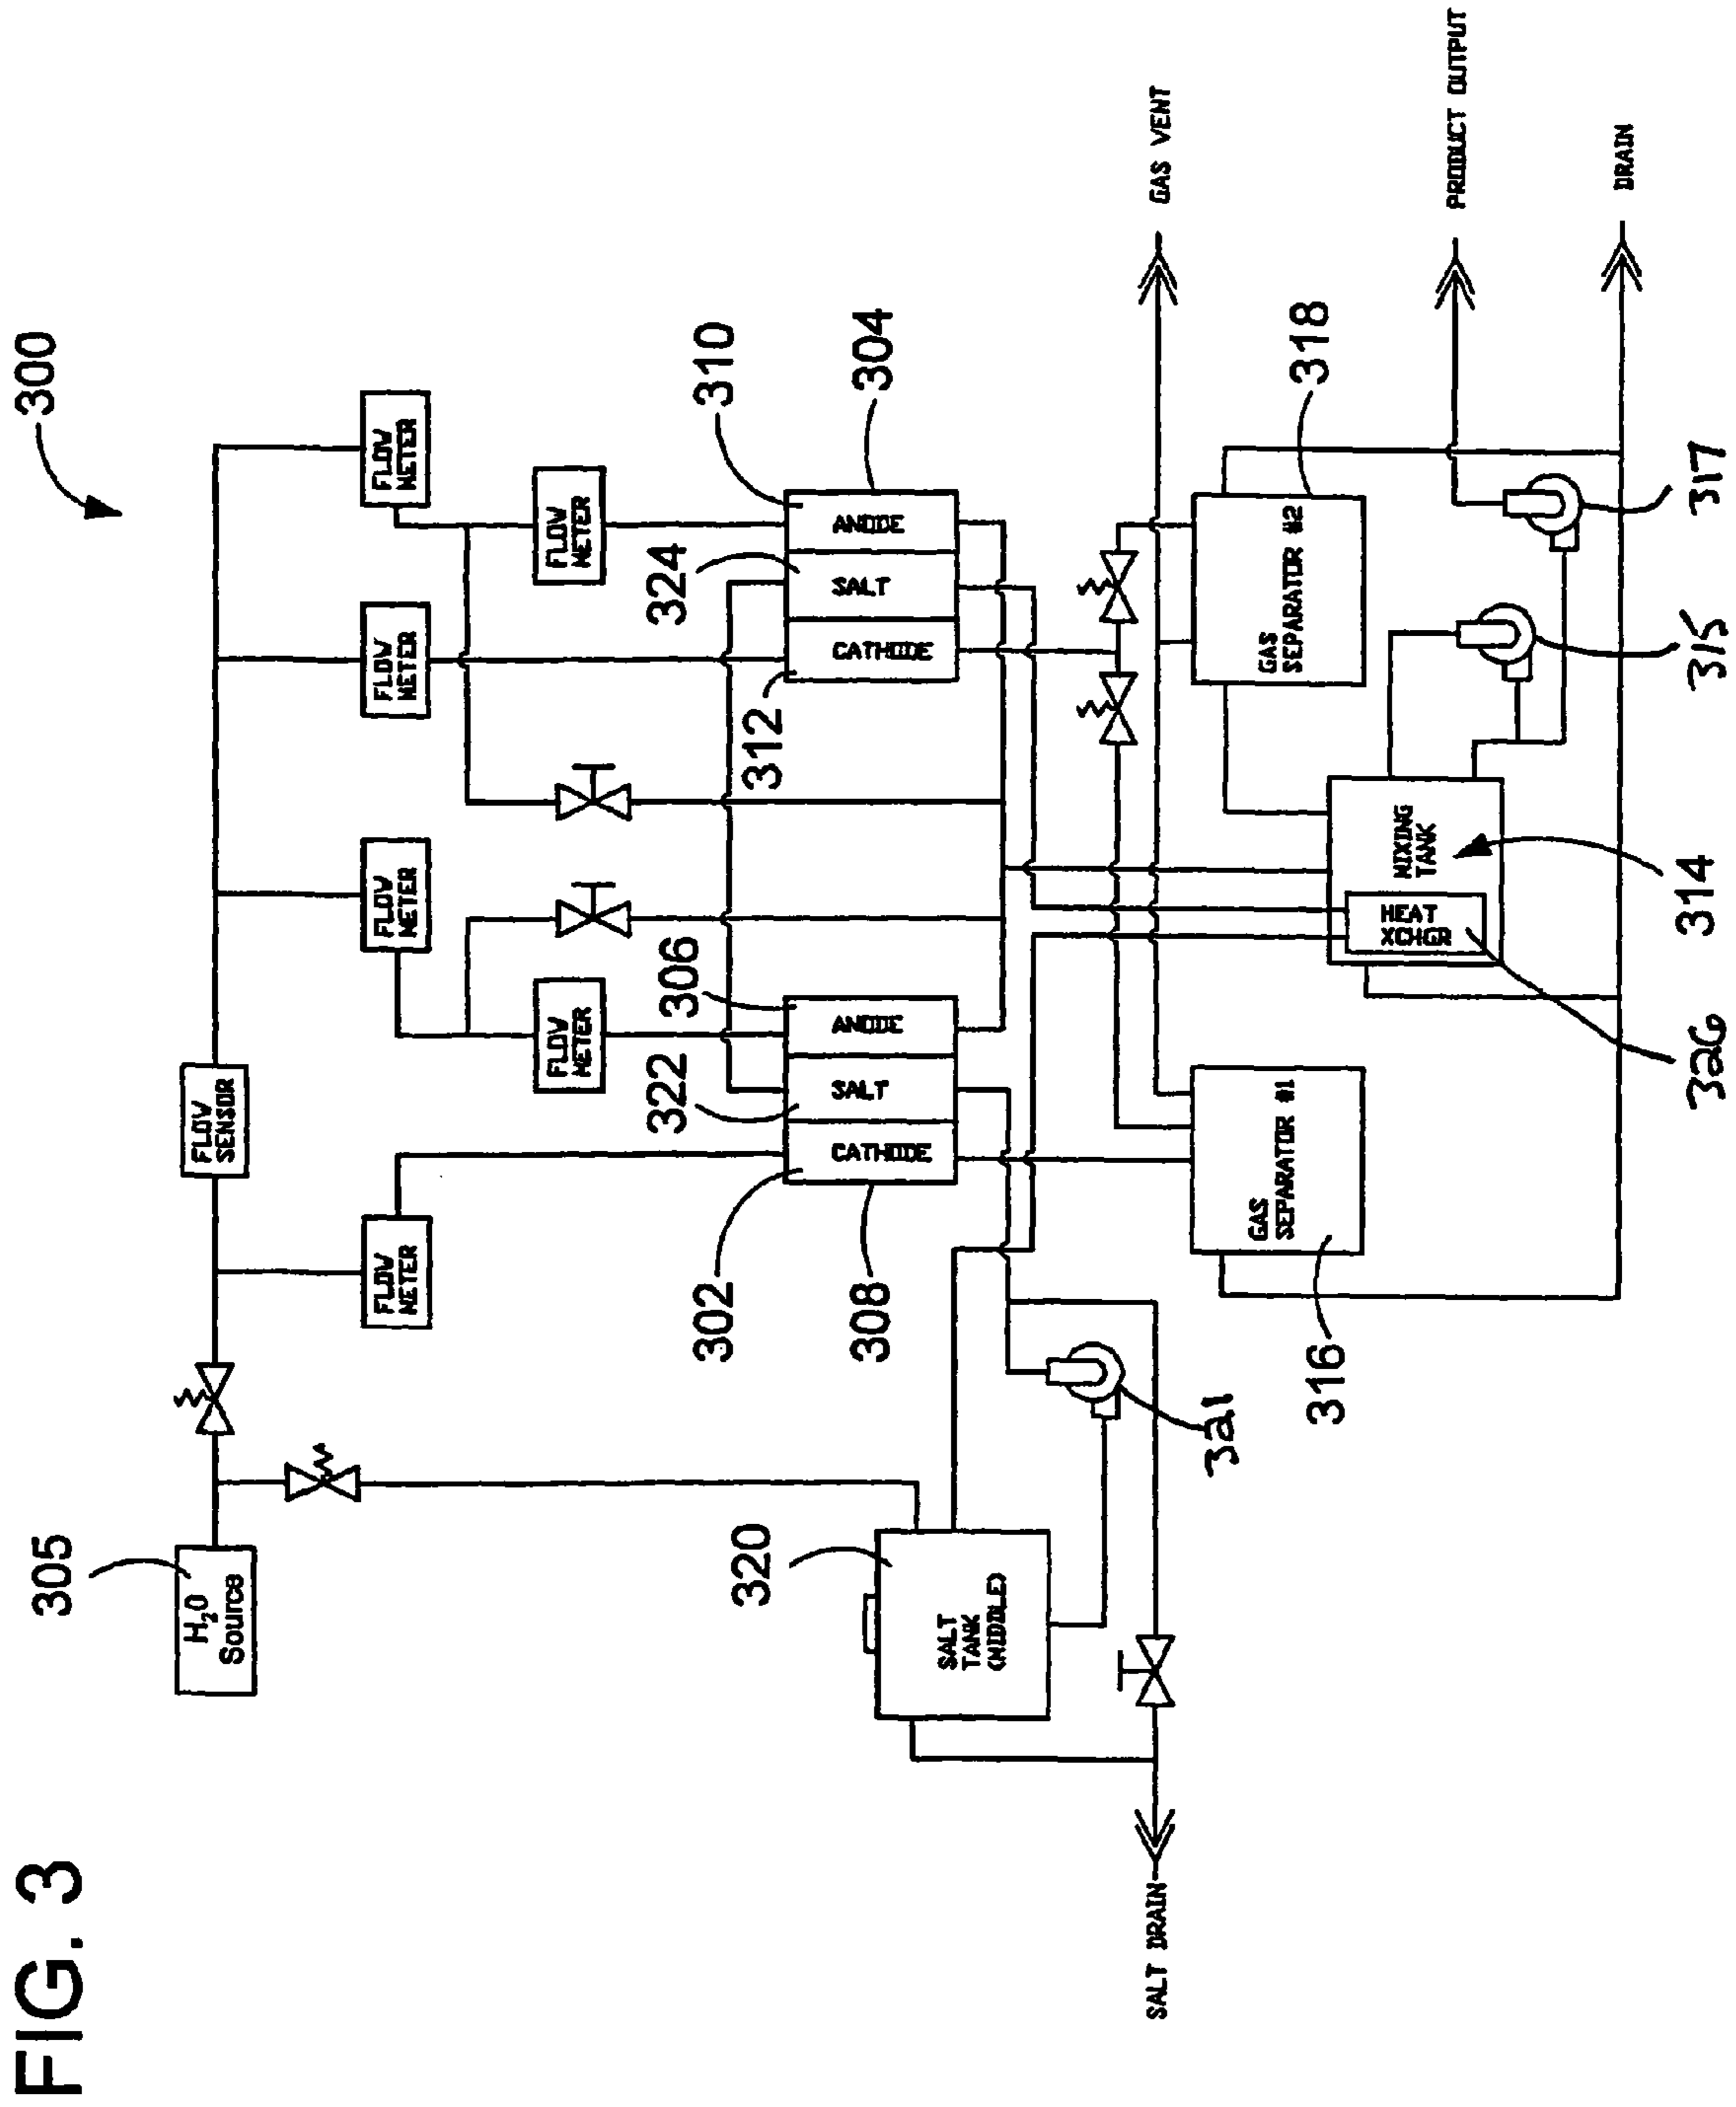 FIG. 3
300
305
H₂O
Source
FLOW
SENSOR
FLOW
METER
FLOW
METER
FLOW
METER
FLOW
METER
FLOW
METER
FLOW
METER
302
322
306
312
324
310
CATHODE
SALT
ANODE
CATHODE
SALT
ANODE
308
304
320
SALT
TANK
(MIDDLE)
321
SALT DRAIN
GAS VENT
GAS
SEPARATOR #1
316
GAS
SEPARATOR #2
318
MIXING
TANK
HEAT
XCHGR
326
314
315
317
PRODUCT OUTPUT
DRAIN